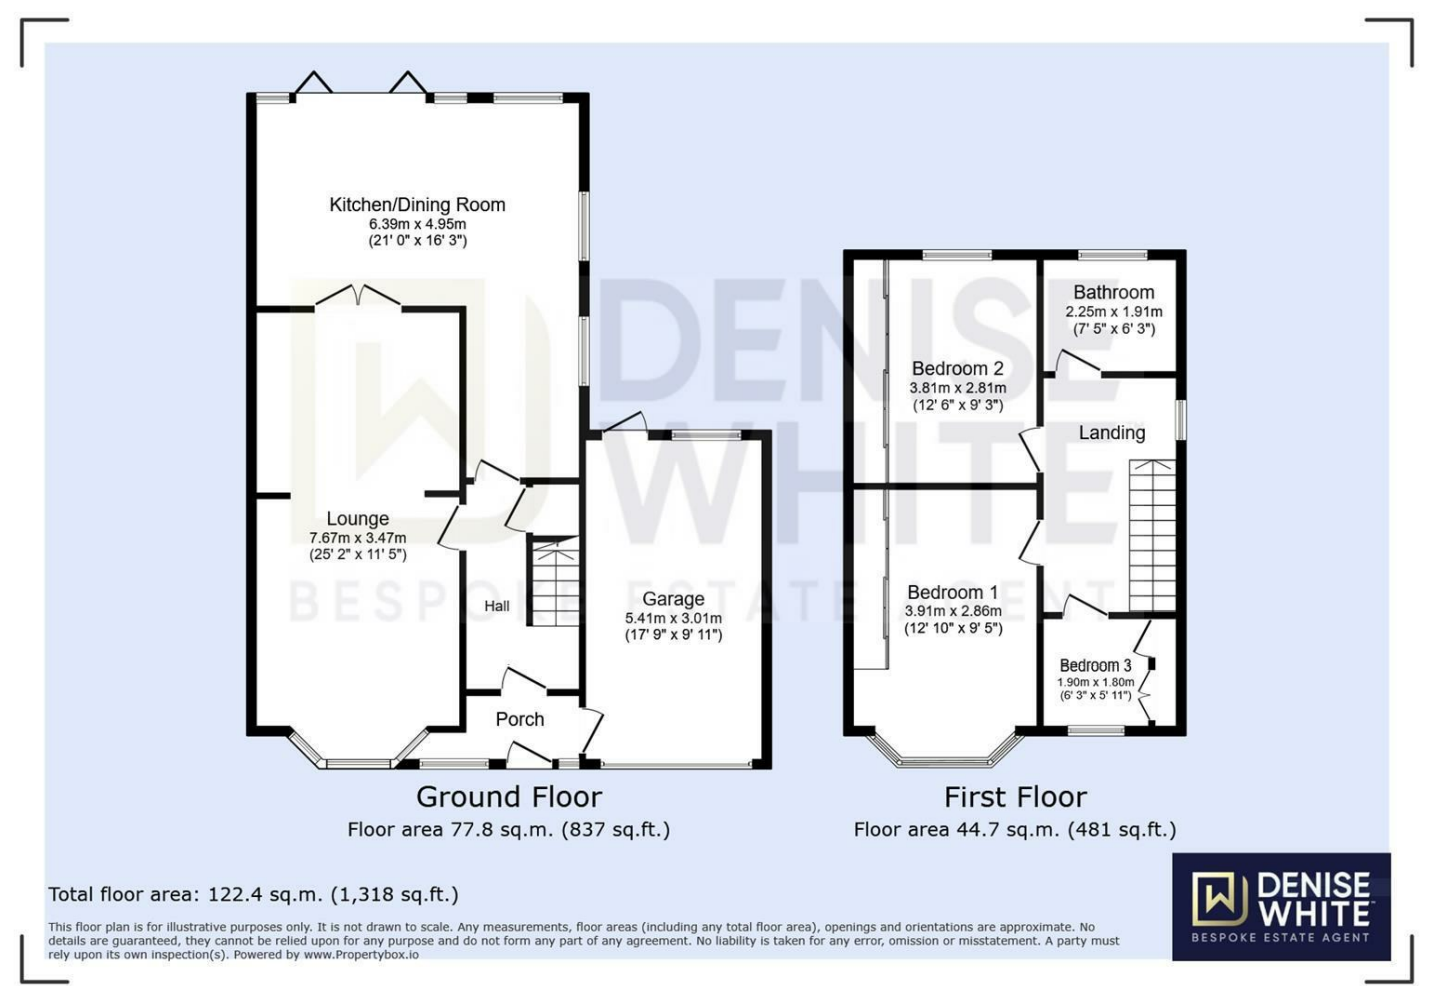 Kitchen/Dining Room
6.39m x 4.95m
(21' 0" x 16' 3")
Lounge
7.67m x 3.47m
(25' 2" x 11' 5")
Hall
Porch
Garage
5.41m x 3.01m
(17' 9" x 9' 11")
Ground Floor
Floor area 77.8 sq.m. (837 sq.ft.)
Bathroom
2.25m x 1.91m
(7' 5" x 6' 3")
Bedroom 2
3.81m x 2.81m
(12' 6" x 9' 3")
Landing
Bedroom 1
3.91m x 2.86m
(12' 10" x 9' 5")
Bedroom 3
1.90m x 1.80m
(6' 3" x 5' 11")
First Floor
Floor area 44.7 sq.m. (481 sq.ft.)
DENISE
WHITE
BESPOKE ESTATE AGENT
Total floor area: 122.4 sq.m. (1,318 sq.ft.)
This floor plan is for illustrative purposes only. It is not drawn to scale. Any measurements, floor areas (including any total floor area), openings and orientations are approximate. No
details are guaranteed, they cannot be relied upon for any purpose and do not form any part of any agreement. No liability is taken for any error, omission or misstatement. A party must
rely upon its own inspection(s). Powered by www.Propertybox.io
DENISE
WHITE™
BESPOKE ESTATE AGENT